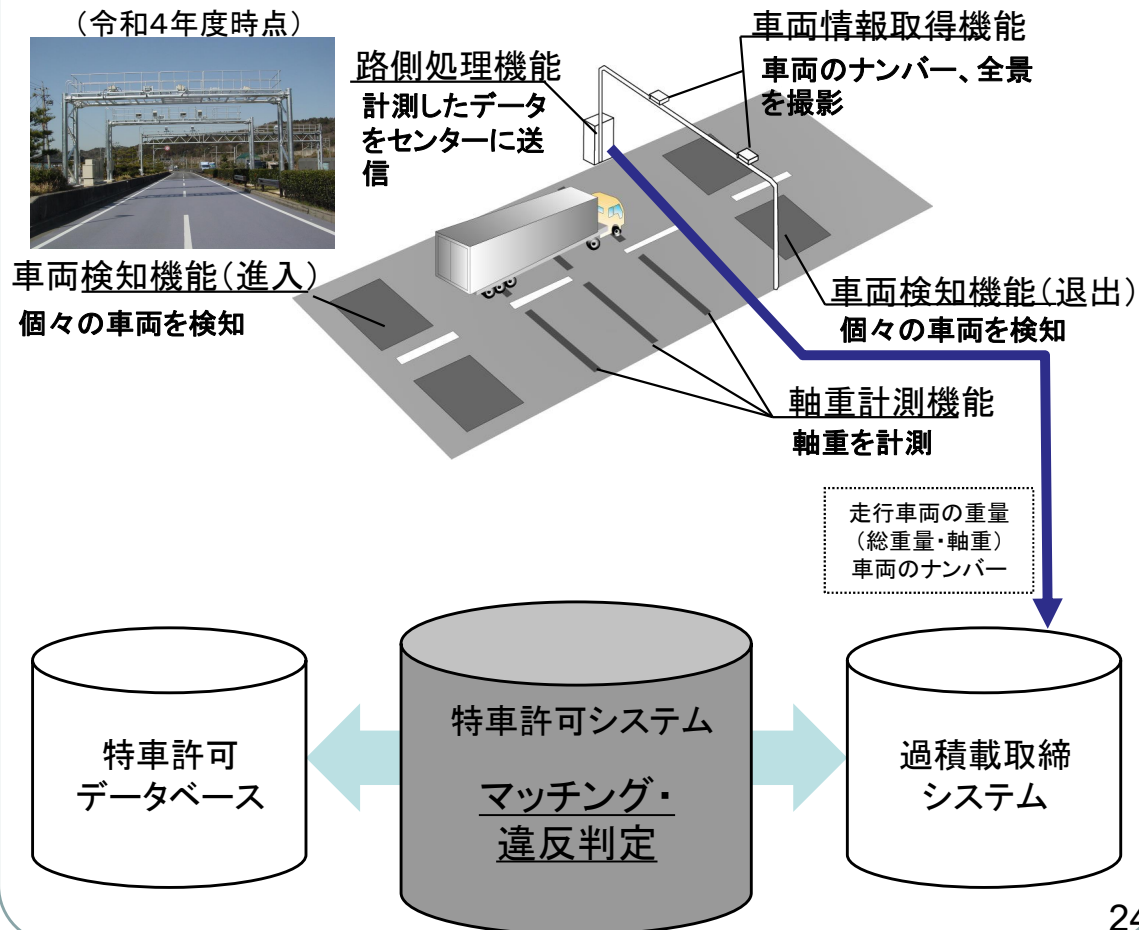 （令和４年度時点）
車両情報取得機能
車両のナンバー、全景
を撮影
路側処理機能
計測したデータ
をセンターに送
信
車両検知機能（進入）
個々の車両を検知
車両検知機能（退出）
個々の車両を検知
軸重計測機能
軸重を計測
走行車両の重量
（総重量・軸重）
車両のナンバー
特車許可
データベース
特車許可システム
マッチング・
違反判定
過積載取締
システム
24